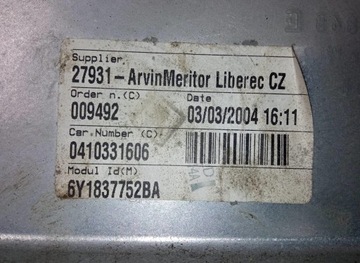 Supplier
27931-ArvinMeritor Liberec CZ
Order n.(C) Date
009492 03/03/2004 16:11
Car.Number (C)
0410331606
Modul Id(M)
6Y1837752BA